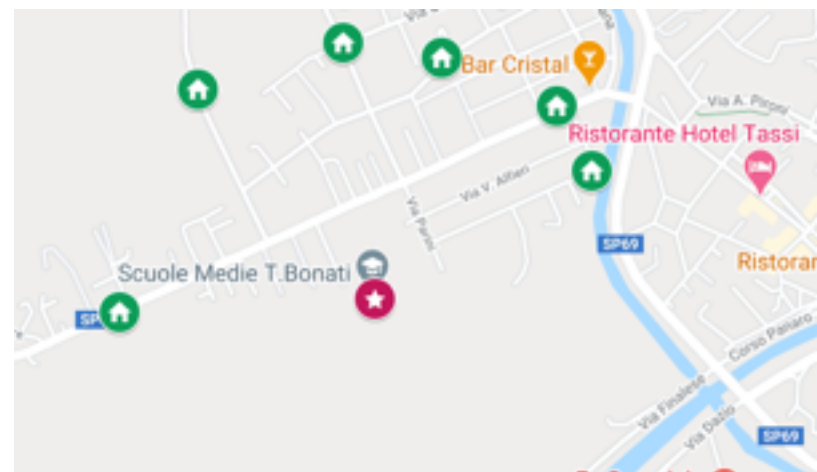 Bar Cristal
Via A. Pironi
Ristorante Hotel Tassi
Via V. Alfieri
Via Parini
SP69
Scuole Medie T.Bonati
Ristorar
SP
Corso Panaro
Via Finalese
Via Dazio
SP69